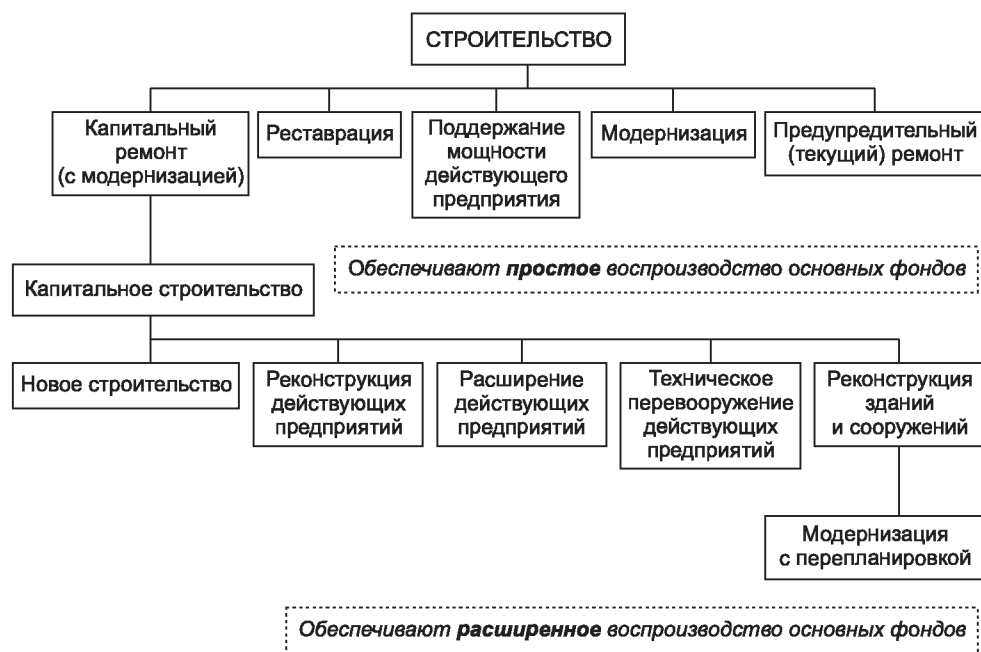 СТРОИТЕЛЬСТВО
Капитальный
ремонт
(с модернизацией)
Реставрация
Поддержание
мощности
действующего
предприятия
Модернизация
Предупредительный
(текущий) ремонт
Обеспечивают простое воспроизводство основных фондов
Капитальное строительство
Новое строительство
Реконструкция
действующих
предприятий
Расширение
действующих
предприятий
Техническое
перевооружение
действующих
предприятий
Реконструкция
зданий
и сооружений
Модернизация
с перепланировкой
Обеспечивают расширенное воспроизводство основных фондов